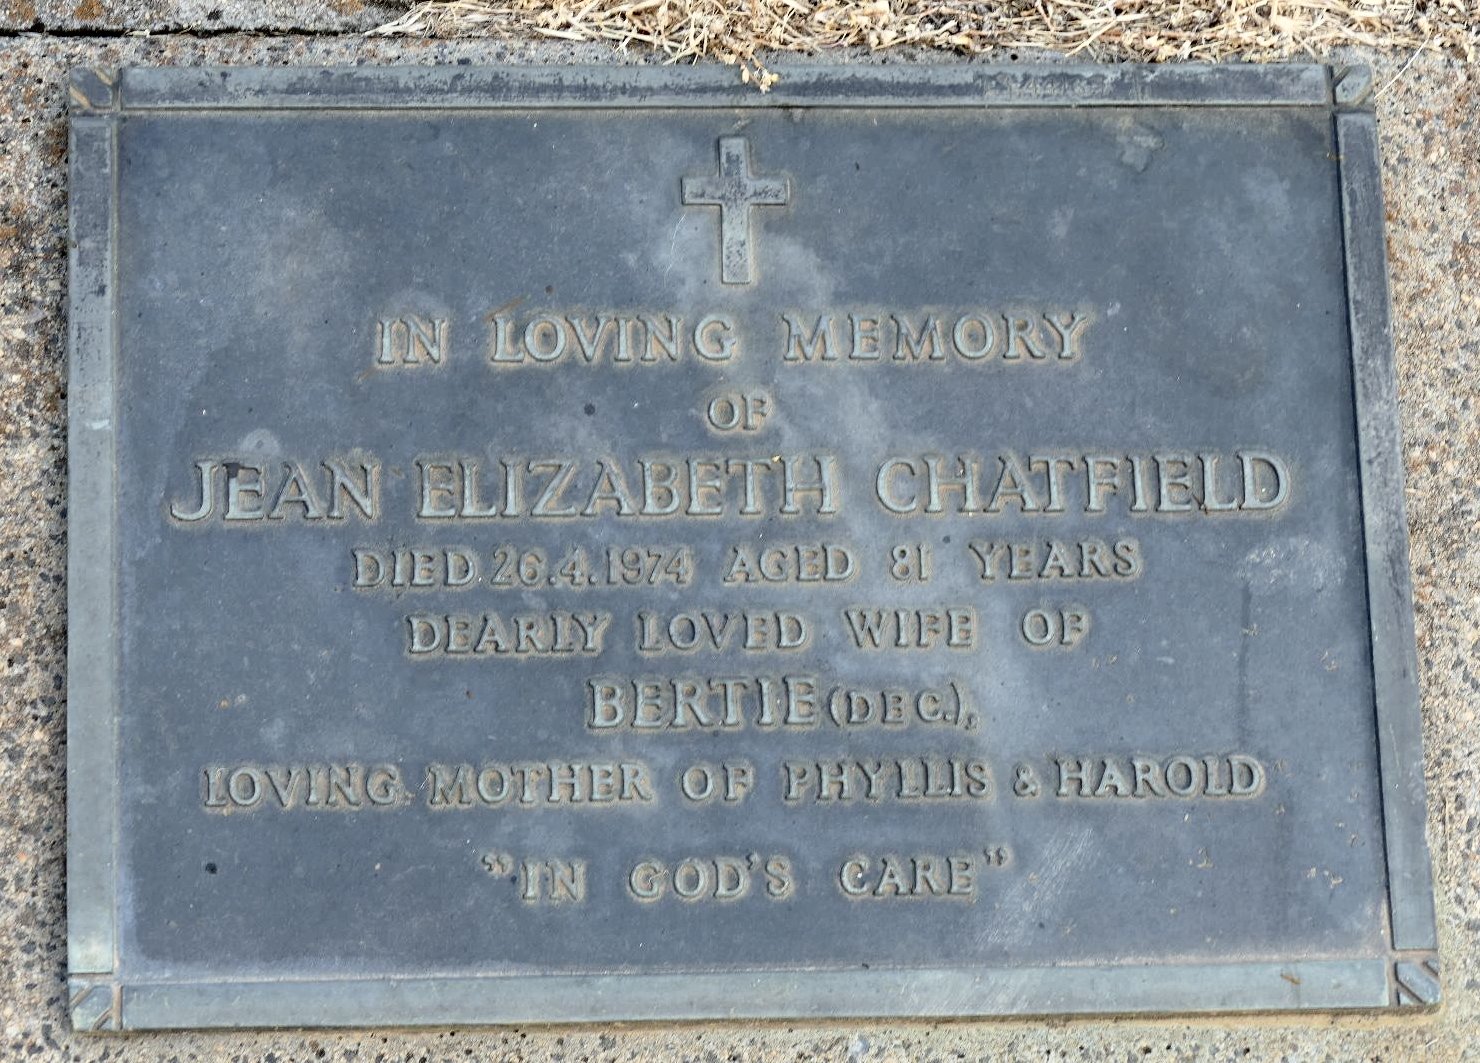 IN LOVING MEMORY
OF
JEAN ELIZABETH CHATFIELD
DIED 26.4.1974 AGED 81 YEARS
DEARLY LOVED WIFE OF
BERTIE (DEC.),
LOVING MOTHER OF PHYLLIS & HAROLD
"IN GOD'S CARE"